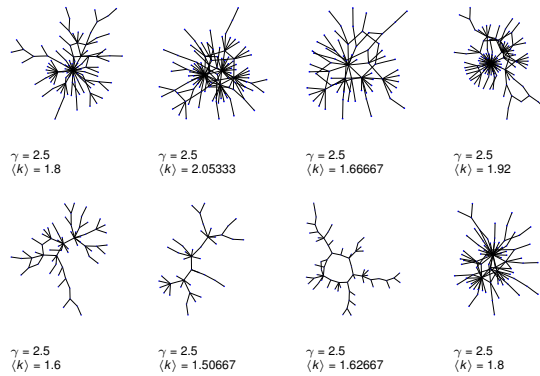 γ = 2.5
⟨k⟩ = 1.8
γ = 2.5
⟨k⟩ = 2.05333
γ = 2.5
⟨k⟩ = 1.66667
γ = 2.5
⟨k⟩ = 1.92
γ = 2.5
⟨k⟩ = 1.6
γ = 2.5
⟨k⟩ = 1.50667
γ = 2.5
⟨k⟩ = 1.62667
γ = 2.5
⟨k⟩ = 1.8